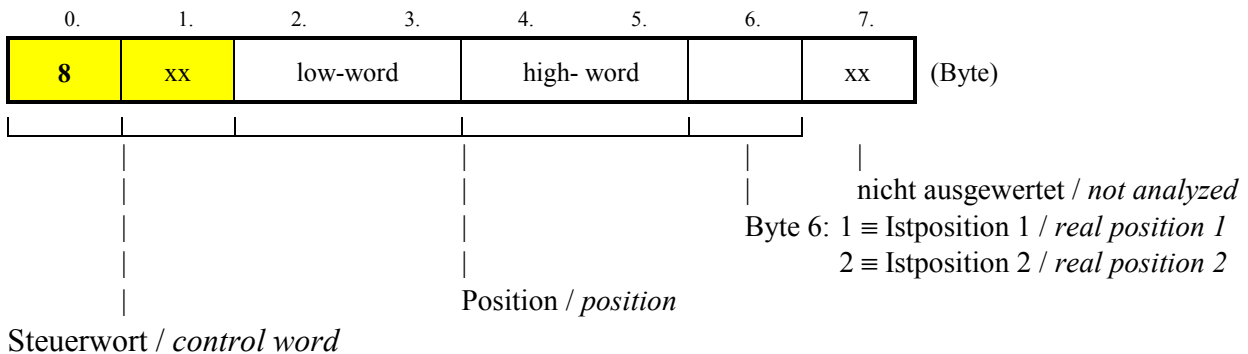 0. 1. 2. 3. 4. 5. 6. 7.
8 xx low-word high- word xx (Byte)
nicht ausgewertet / not analyzed
Byte 6: 1 ≡ Istposition 1 / real position 1
2 ≡ Istposition 2 / real position 2
Position / position
Steuerwort / control word